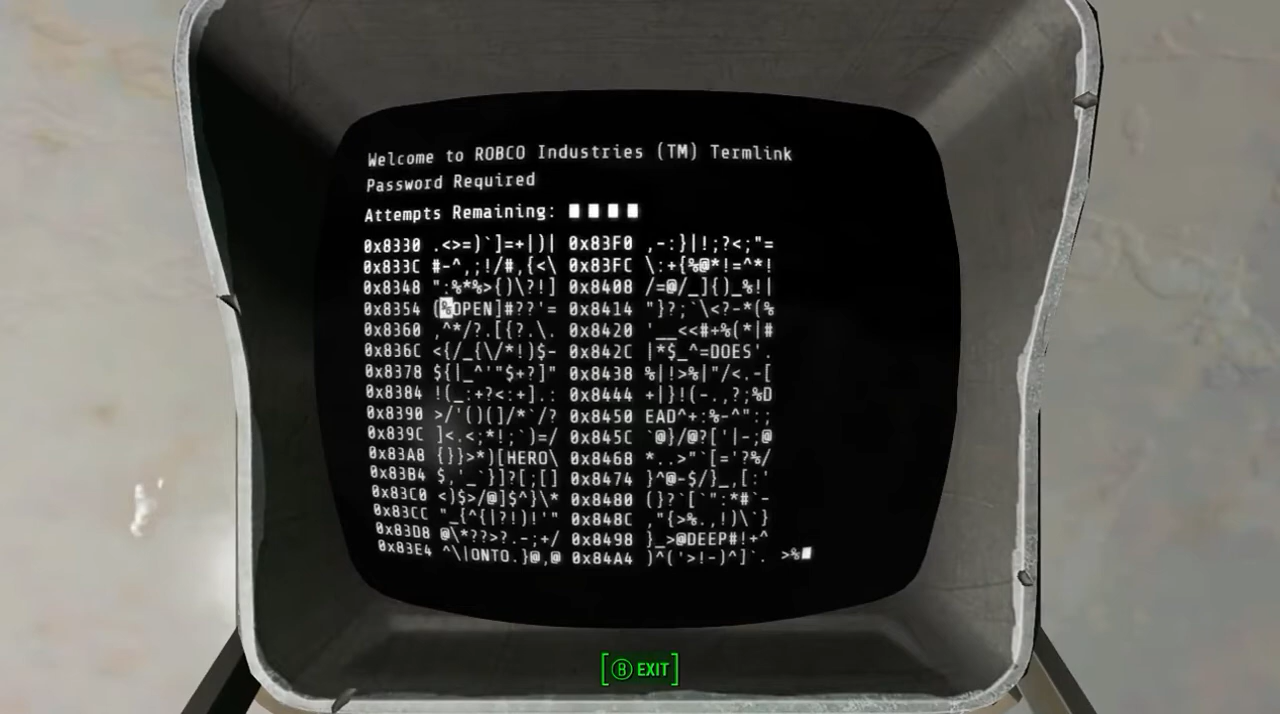 Welcome to ROBCO Industries (TM) Termlink
Password Required
Attempts Remaining: ■ ■ ■ ■
0x8330 .<>=)`]=+|)| 0x83F0 ,-:}|!;?<;"=
0x833C #-^,;!/#,{<\ 0x83FC \:+{%@*!=^*!
0x8348 ":%*%>{)\?!] 0x8408 /=@/_]{)_%!|
0x8354 (%OPEN]#??'= 0x8414 "}?;`\<?-*(%
0x8360 ,^*/?.[{?.\. 0x8420 '__<<#+%(*|#
0x836C <{/_{\/*!)$- 0x842C |*$_^=DOES'.
0x8378 ${|_^'"$+?]" 0x8438 %|!>%|"/<.-[
0x8384 !(_:+?<:+].: 0x8444 +|}!(-.,?;%D
0x8390 >/'()(]/*`/? 0x8450 EAD^+:%-^":;
0x839C ]<.<;*!;`)=/ 0x845C `@}/@?['|-;@
0x83A8 {}}>*)[HERO\ 0x8468 *..>"`[='?%/
0x83B4 $,'_`}]?[;[] 0x8474 }^@-$/}_,[:'
0x83C0 <)$>/@]$^}\* 0x8480 (}?`[`":*#`-
0x83CC "_{^{|?!)!'" 0x848C ,"{>%.,!)\`}
0x83D8 @\*??>?.-;+/ 0x8498 }_>@DEEP#!+^
0x83E4 ^\|ONTO.}@,@ 0x84A4 )^('>!-)^]`. >%■
[Ⓑ EXIT]